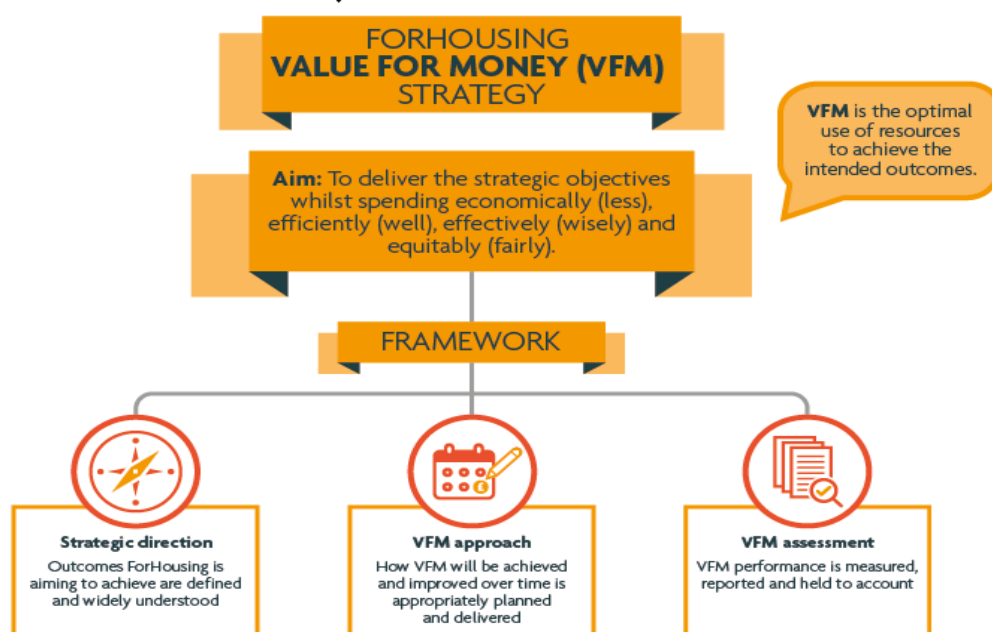 FORHOUSING
VALUE FOR MONEY (VFM)
STRATEGY
VFM is the optimal
use of resources
to achieve the
intended outcomes.
Aim: To deliver the strategic objectives
whilst spending economically (less),
efficiently (well), effectively (wisely) and
equitably (fairly).
FRAMEWORK
£
Strategic direction
Outcomes ForHousing is
aiming to achieve are defined
and widely understood
VFM approach
How VFM will be achieved
and improved over time is
appropriately planned
and delivered
VFM assessment
VFM performance is measured,
reported and held to account